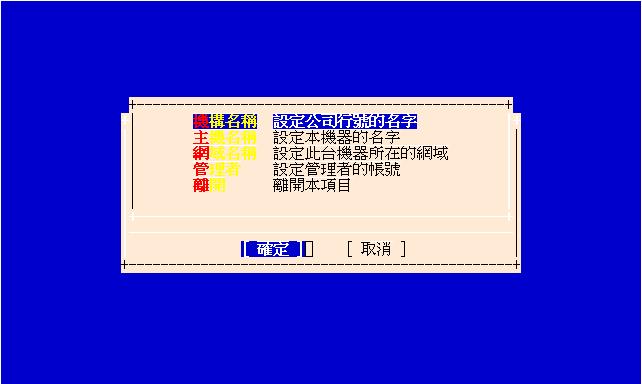 機構名稱 設定公司行號的名字
主機名稱 設定本機器的名字
網域名稱 設定此台機器所在的網域
管理者 設定管理者的帳號
離開 離開本項目
[ 確定 ] [ 取消 ]